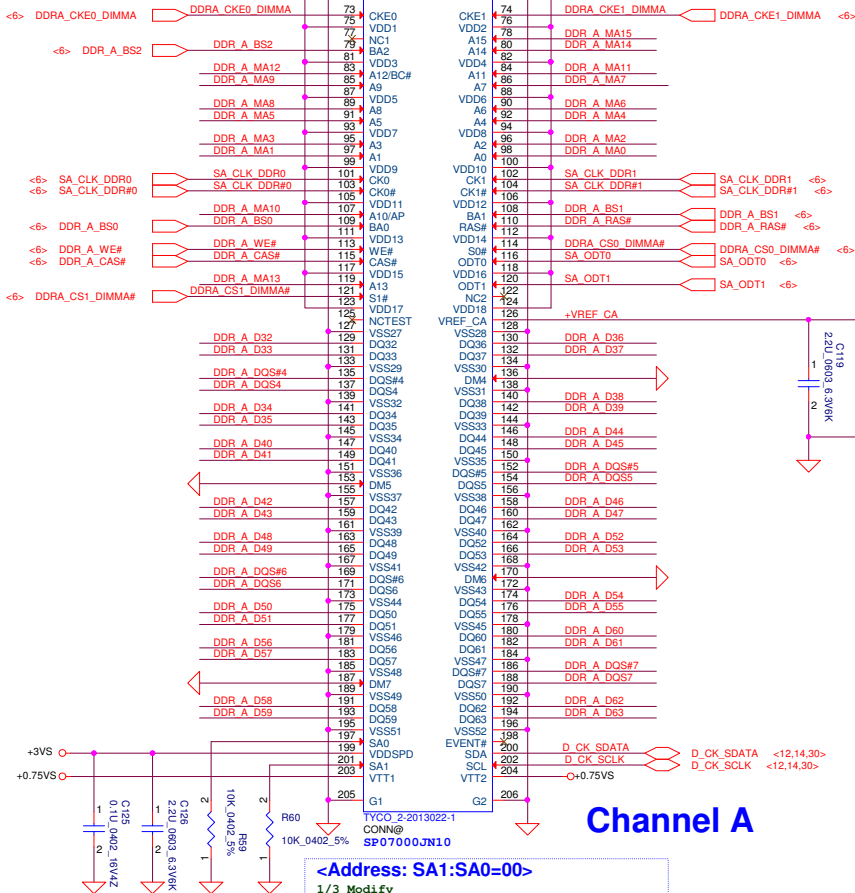 <6> DDRA_CKE0_DIMMA DDRA_CKE0_DIMMA 73 CKE0 CKE1 74 DDRA_CKE1_DIMMA DDRA_CKE1_DIMMA <6>
75 VDD1 VDD2 76
77 NC1 A15 78 DDR_A_MA15
<6> DDR_A_BS2 DDR_A_BS2 79 BA2 A14 80 DDR_A_MA14
81 VDD3 VDD4 82
DDR_A_MA12 83 A12/BC# A11 84 DDR_A_MA11
DDR_A_MA9 85 A9 A7 86 DDR_A_MA7
87 VDD5 VDD6 88
DDR_A_MA8 89 A8 A6 90 DDR_A_MA6
DDR_A_MA5 91 A5 A4 92 DDR_A_MA4
93 VDD7 VDD8 94
DDR_A_MA3 95 A3 A2 96 DDR_A_MA2
DDR_A_MA1 97 A1 A0 98 DDR_A_MA0
99 VDD9 VDD10 100
<6> SA_CLK_DDR0 SA_CLK_DDR0 101 CK0 CK1 102 SA_CLK_DDR1 SA_CLK_DDR1 <6>
<6> SA_CLK_DDR#0 SA_CLK_DDR#0 103 CK0# CK1# 104 SA_CLK_DDR#1 SA_CLK_DDR#1 <6>
105 VDD11 VDD12 106
DDR_A_MA10 107 A10/AP BA1 108 DDR_A_BS1 DDR_A_BS1 <6>
<6> DDR_A_BS0 DDR_A_BS0 109 BA0 RAS# 110 DDR_A_RAS# DDR_A_RAS# <6>
111 VDD13 VDD14 112
<6> DDR_A_WE# DDR_A_WE# 113 WE# S0# 114 DDRA_CS0_DIMMA# DDRA_CS0_DIMMA# <6>
<6> DDR_A_CAS# DDR_A_CAS# 115 CAS# ODT0 116 SA_ODT0 SA_ODT0 <6>
117 VDD15 VDD16 118
DDR_A_MA13 119 A13 ODT1 120 SA_ODT1 SA_ODT1 <6>
<6> DDRA_CS1_DIMMA# DDRA_CS1_DIMMA# 121 S1# NC2 122
123 VDD17 VDD18 124
125 NCTEST VREF_CA 126 +VREF_CA
127 VSS27 VSS28 128
DDR_A_D32 129 DQ32 DQ36 130 DDR_A_D36
DDR_A_D33 131 DQ33 DQ37 132 DDR_A_D37
133 VSS29 VSS30 134
DDR_A_DQS#4 135 DQS#4 DM4 136
DDR_A_DQS4 137 DQS4 VSS31 138
139 VSS32 DQ38 140 DDR_A_D38
DDR_A_D34 141 DQ34 DQ39 142 DDR_A_D39
DDR_A_D35 143 DQ35 VSS33 144
145 VSS34 DQ44 146 DDR_A_D44
DDR_A_D40 147 DQ40 DQ45 148 DDR_A_D45
DDR_A_D41 149 DQ41 VSS35 150
151 VSS36 DQS#5 152 DDR_A_DQS#5
153 DM5 DQS5 154 DDR_A_DQS5
155 VSS37 VSS38 156
DDR_A_D42 157 DQ42 DQ46 158 DDR_A_D46
DDR_A_D43 159 DQ43 DQ47 160 DDR_A_D47
161 VSS39 VSS40 162
DDR_A_D48 163 DQ48 DQ52 164 DDR_A_D52
DDR_A_D49 165 DQ49 DQ53 166 DDR_A_D53
167 VSS41 VSS42 168
DDR_A_DQS#6 169 DQS#6 DM6 170
DDR_A_DQS6 171 DQS6 VSS43 172
173 VSS44 DQ54 174 DDR_A_D54
DDR_A_D50 175 DQ50 DQ55 176 DDR_A_D55
DDR_A_D51 177 DQ51 VSS45 178
179 VSS46 DQ60 180 DDR_A_D60
DDR_A_D56 181 DQ56 DQ61 182 DDR_A_D61
DDR_A_D57 183 DQ57 VSS47 184
185 VSS48 DQS#7 186 DDR_A_DQS#7
187 DM7 DQS7 188 DDR_A_DQS7
189 VSS49 VSS50 190
DDR_A_D58 191 DQ58 DQ62 192 DDR_A_D62
DDR_A_D59 193 DQ59 DQ63 194 DDR_A_D63
195 VSS51 VSS52 196
197 SA0 EVENT# 198
+3VS 199 VDDSPD SDA 200 D_CK_SDATA D_CK_SDATA <12,14,30>
201 SA1 SCL 202 D_CK_SCLK D_CK_SCLK <12,14,30>
+0.75VS 203 VTT1 VTT2 204 +0.75VS
205 G1 G2 206
C119
2.2U_0603_6.3V6K
1
2
C125
0.1U_0402_16V4Z
1
2
C126
2.2U_0603_6.3V6K
1
2
R59
10K_0402_5%
2
1
R60
10K_0402_5%
2
1
TYCO_2-2013022-1
CONN@
SP07000JN10
Channel A
<Address: SA1:SA0=00>
1/3 Modify